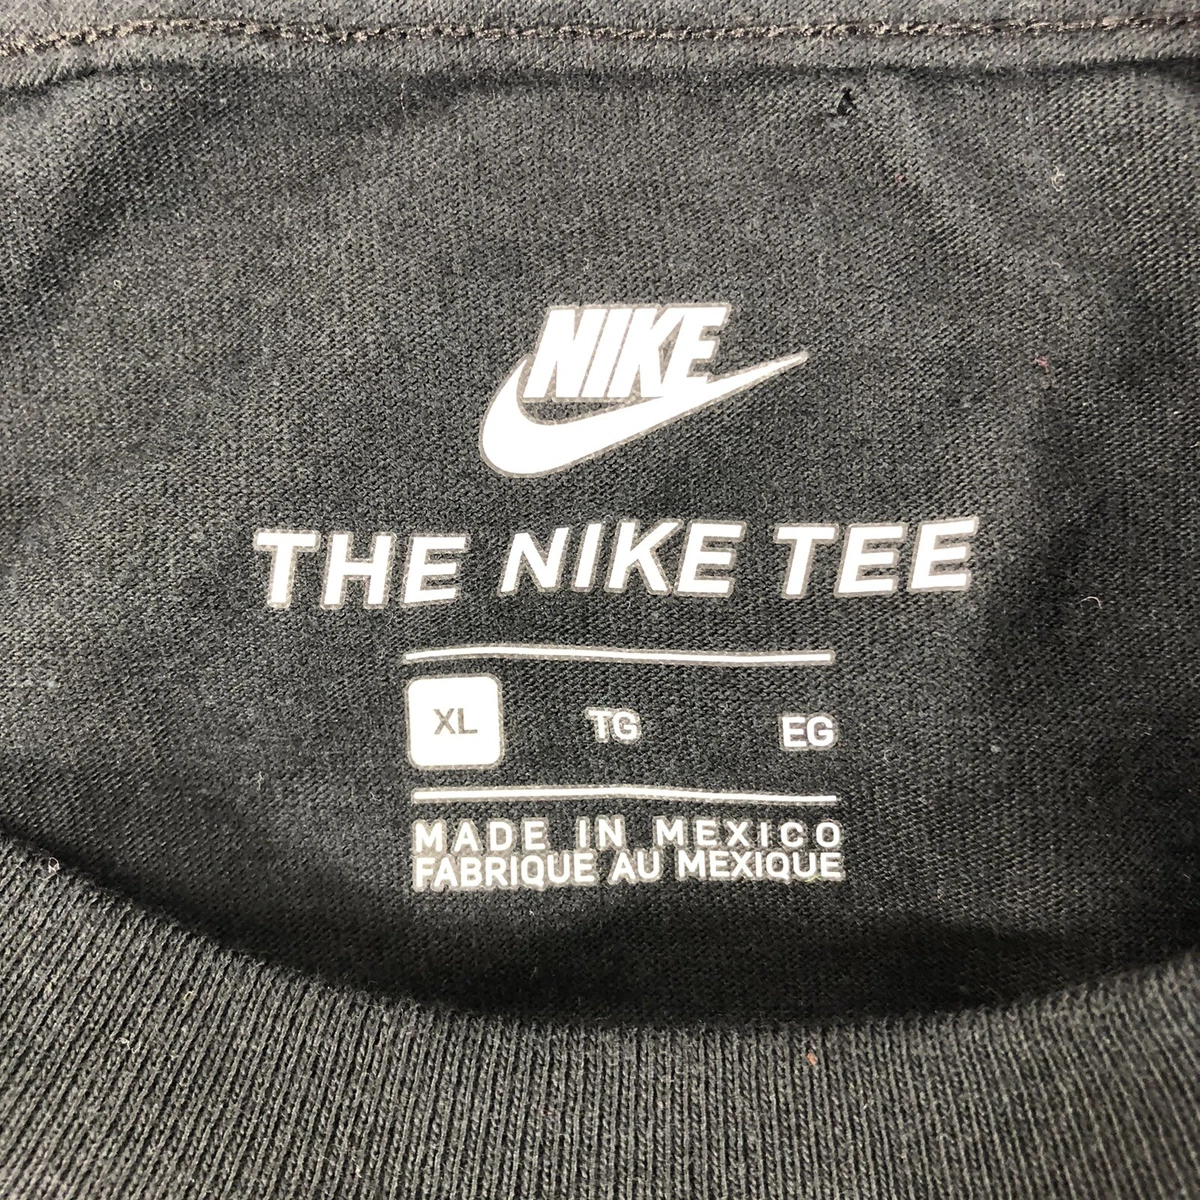 NIKE
THE NIKE TEE
XL TG EG
MADE IN MEXICO
FABRIQUE AU MEXIQUE